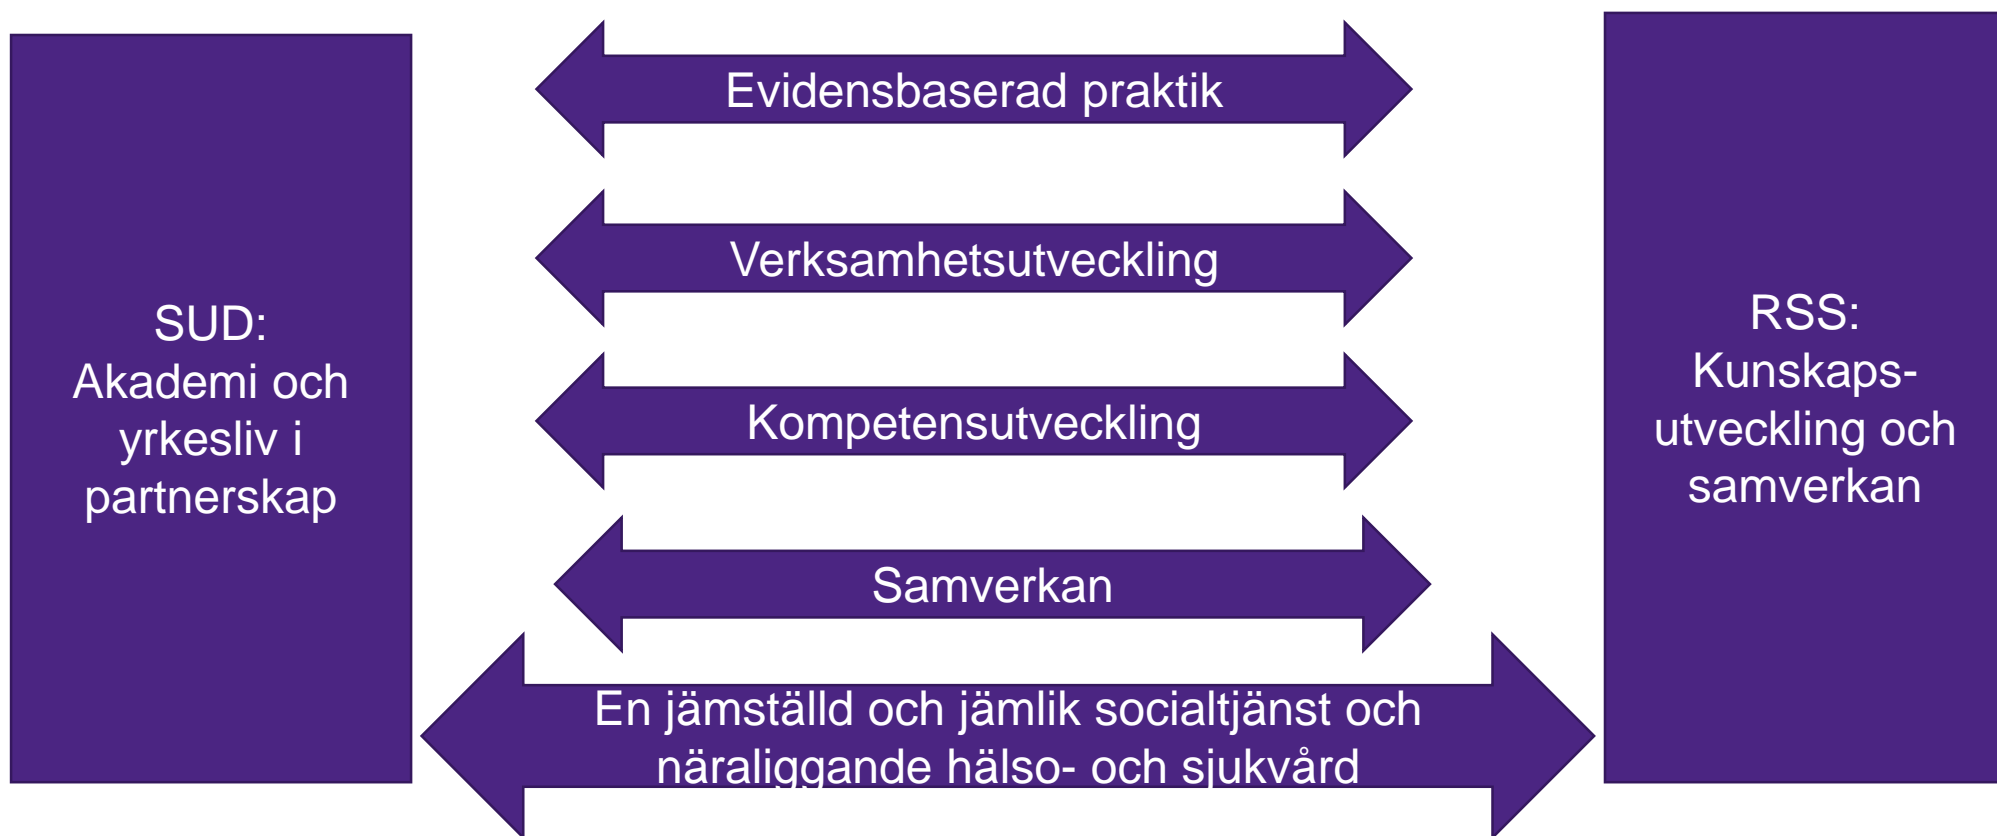 SUD:
Akademi och
yrkesliv i
partnerskap
Evidensbaserad praktik
Verksamhetsutveckling
Kompetensutveckling
Samverkan
En jämställd och jämlik socialtjänst och
näraliggande hälso- och sjukvård
RSS:
Kunskaps-
utveckling och
samverkan